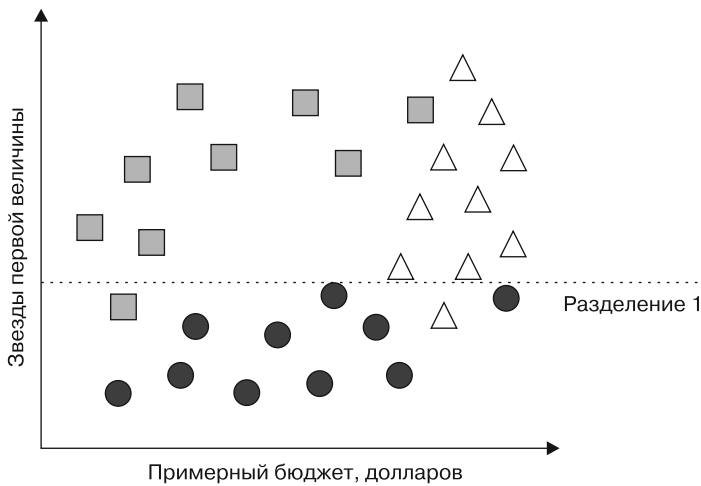 Звезды первой величины
Разделение 1
Примерный бюджет, долларов